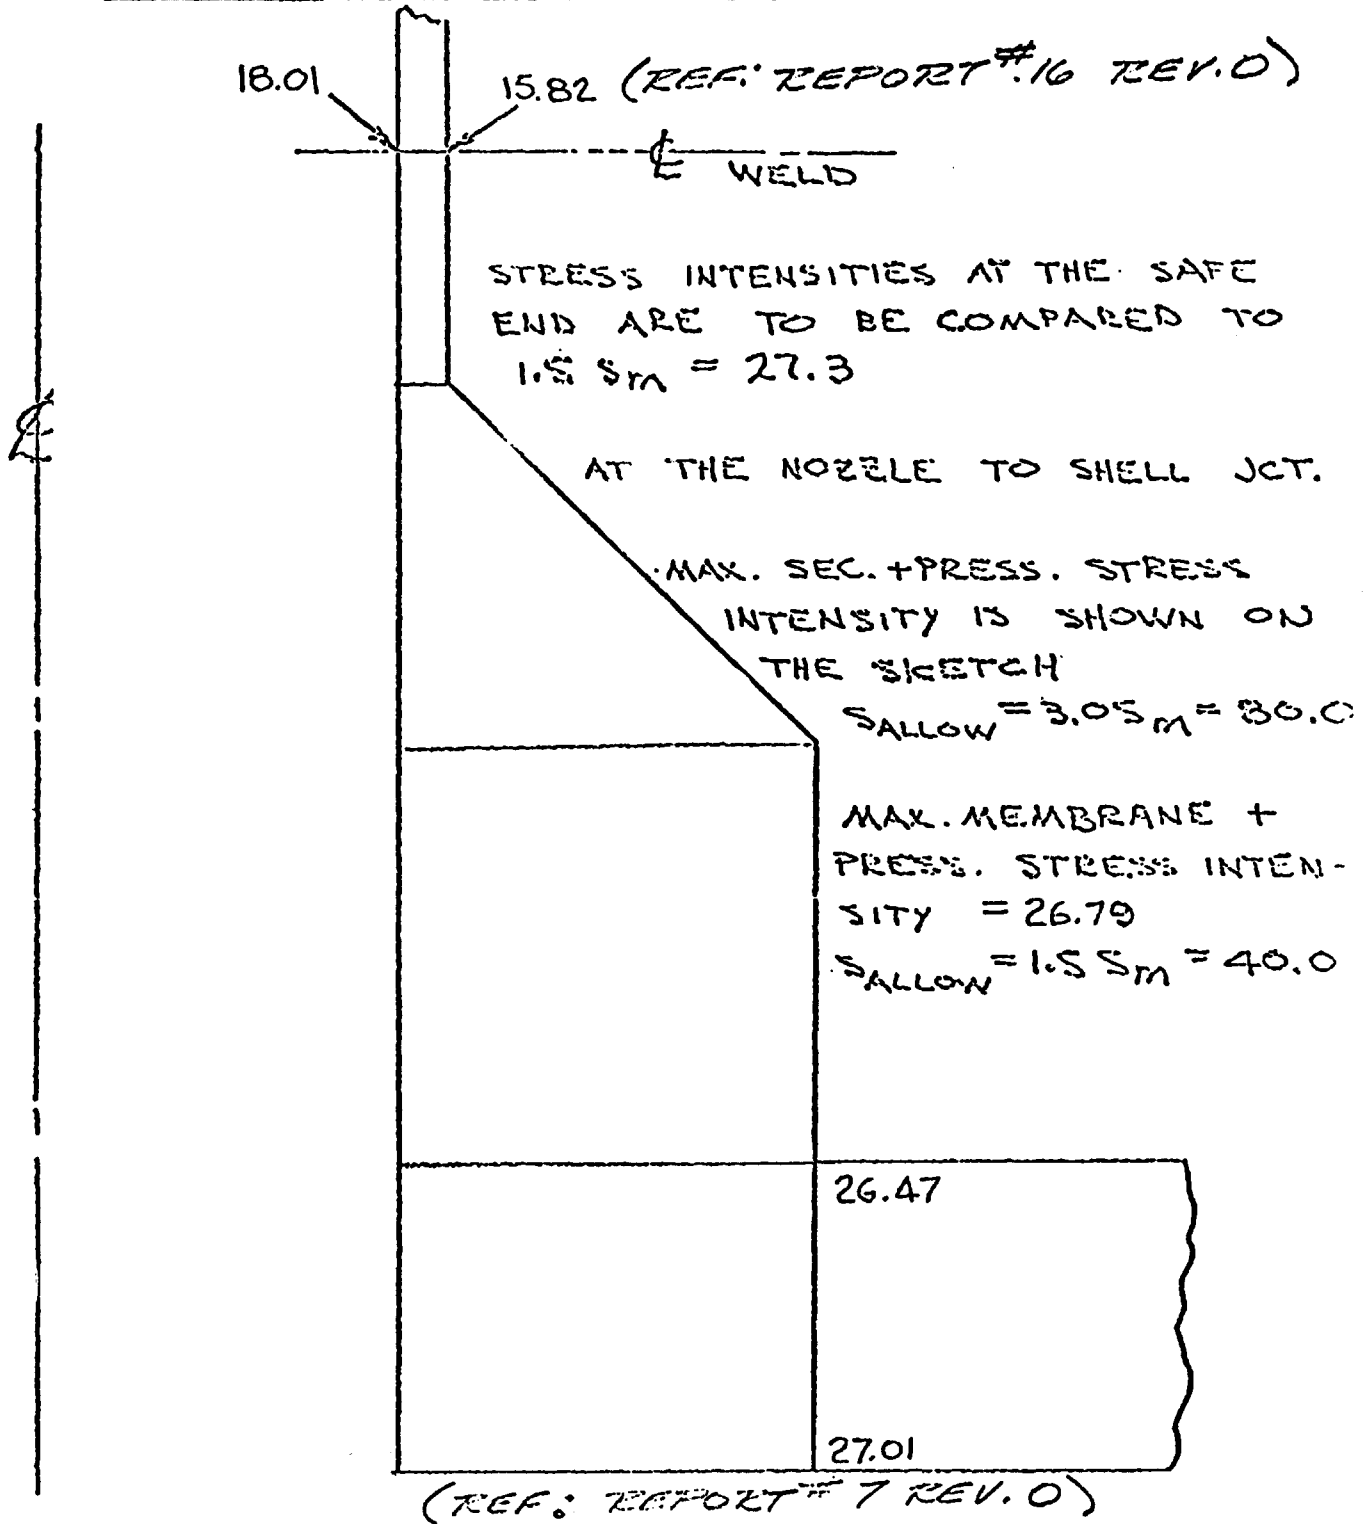 18.01
15.82 (REF: REPORT #16 REV.0)
℄ WELD
STRESS INTENSITIES AT THE SAFE
END ARE TO BE COMPARED TO
1.5 Sm = 27.3
℄
AT THE NOZZLE TO SHELL JCT.
MAX. SEC. + PRESS. STRESS
INTENSITY IS SHOWN ON
THE SKETCH
SALLOW = 3.0 Sm = 80.0
MAX. MEMBRANE +
PRESS. STRESS INTEN-
SITY = 26.79
SALLOW = 1.5 Sm = 40.0
26.47
27.01
(REF: REPORT # 7 REV. 0)